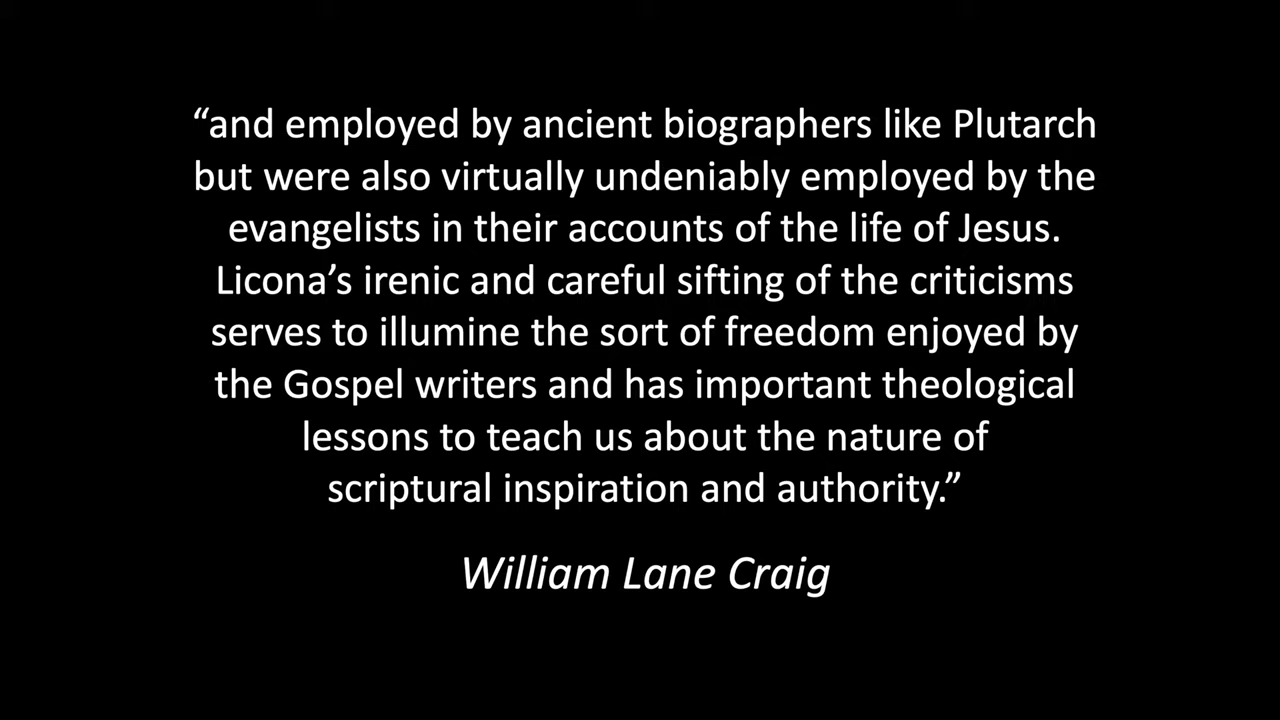 “and employed by ancient biographers like Plutarch
but were also virtually undeniably employed by the
evangelists in their accounts of the life of Jesus.
Licona’s irenic and careful sifting of the criticisms
serves to illumine the sort of freedom enjoyed by
the Gospel writers and has important theological
lessons to teach us about the nature of
scriptural inspiration and authority.”
William Lane Craig